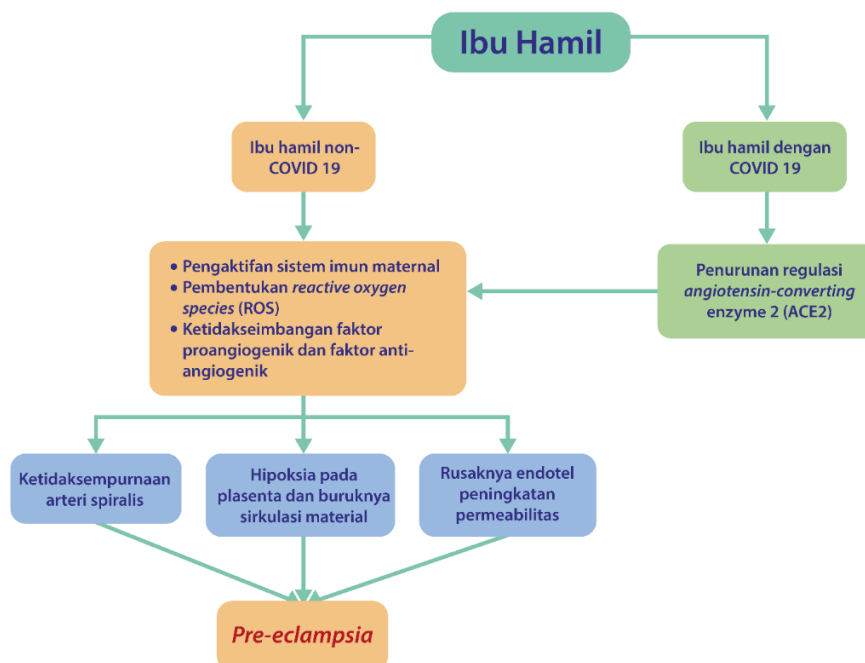 Ibu Hamil
Ibu hamil non-
COVID 19
Ibu hamil dengan
COVID 19
• Pengaktifan sistem imun maternal
• Pembentukan reactive oxygen
species (ROS)
• Ketidakseimbangan faktor
proangiogenik dan faktor anti-
angiogenik
Penurunan regulasi
angiotensin-converting
enzyme 2 (ACE2)
Ketidaksempurnaan
arteri spiralis
Hipoksia pada
plasenta dan buruknya
sirkulasi material
Rusaknya endotel
peningkatan
permeabilitas
Pre-eclampsia